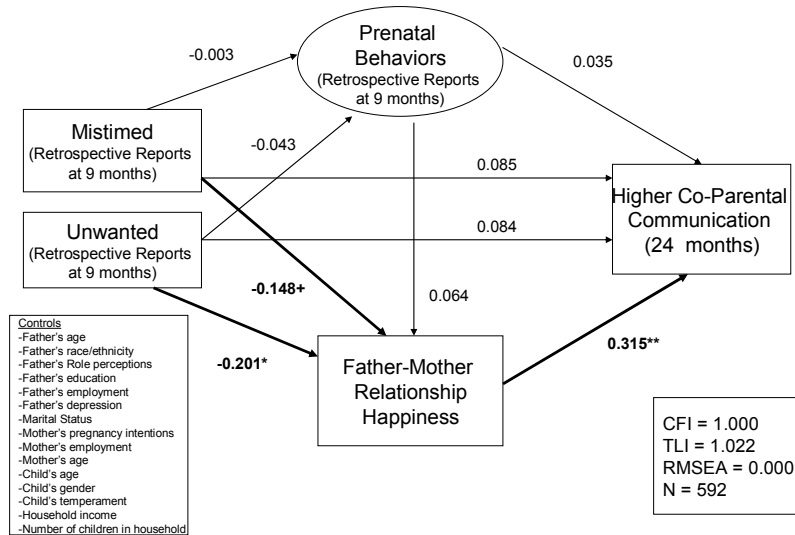 Prenatal
Behaviors
(Retrospective Reports
at 9 months)
-0.003
0.035
Mistimed
(Retrospective Reports
at 9 months)
-0.043
0.085
Higher Co-Parental
Communication
(24 months)
Unwanted
(Retrospective Reports
at 9 months)
0.084
-0.148+
0.064
-0.201*
0.315**
Father-Mother
Relationship
Happiness
Controls
-Father's age
-Father's race/ethnicity
-Father's Role perceptions
-Father's education
-Father's employment
-Father's depression
-Marital Status
-Mother's pregnancy intentions
-Mother's employment
-Mother's age
-Child's age
-Child's gender
-Child's temperament
-Household income
-Number of children in household
CFI = 1.000
TLI = 1.022
RMSEA = 0.000
N = 592